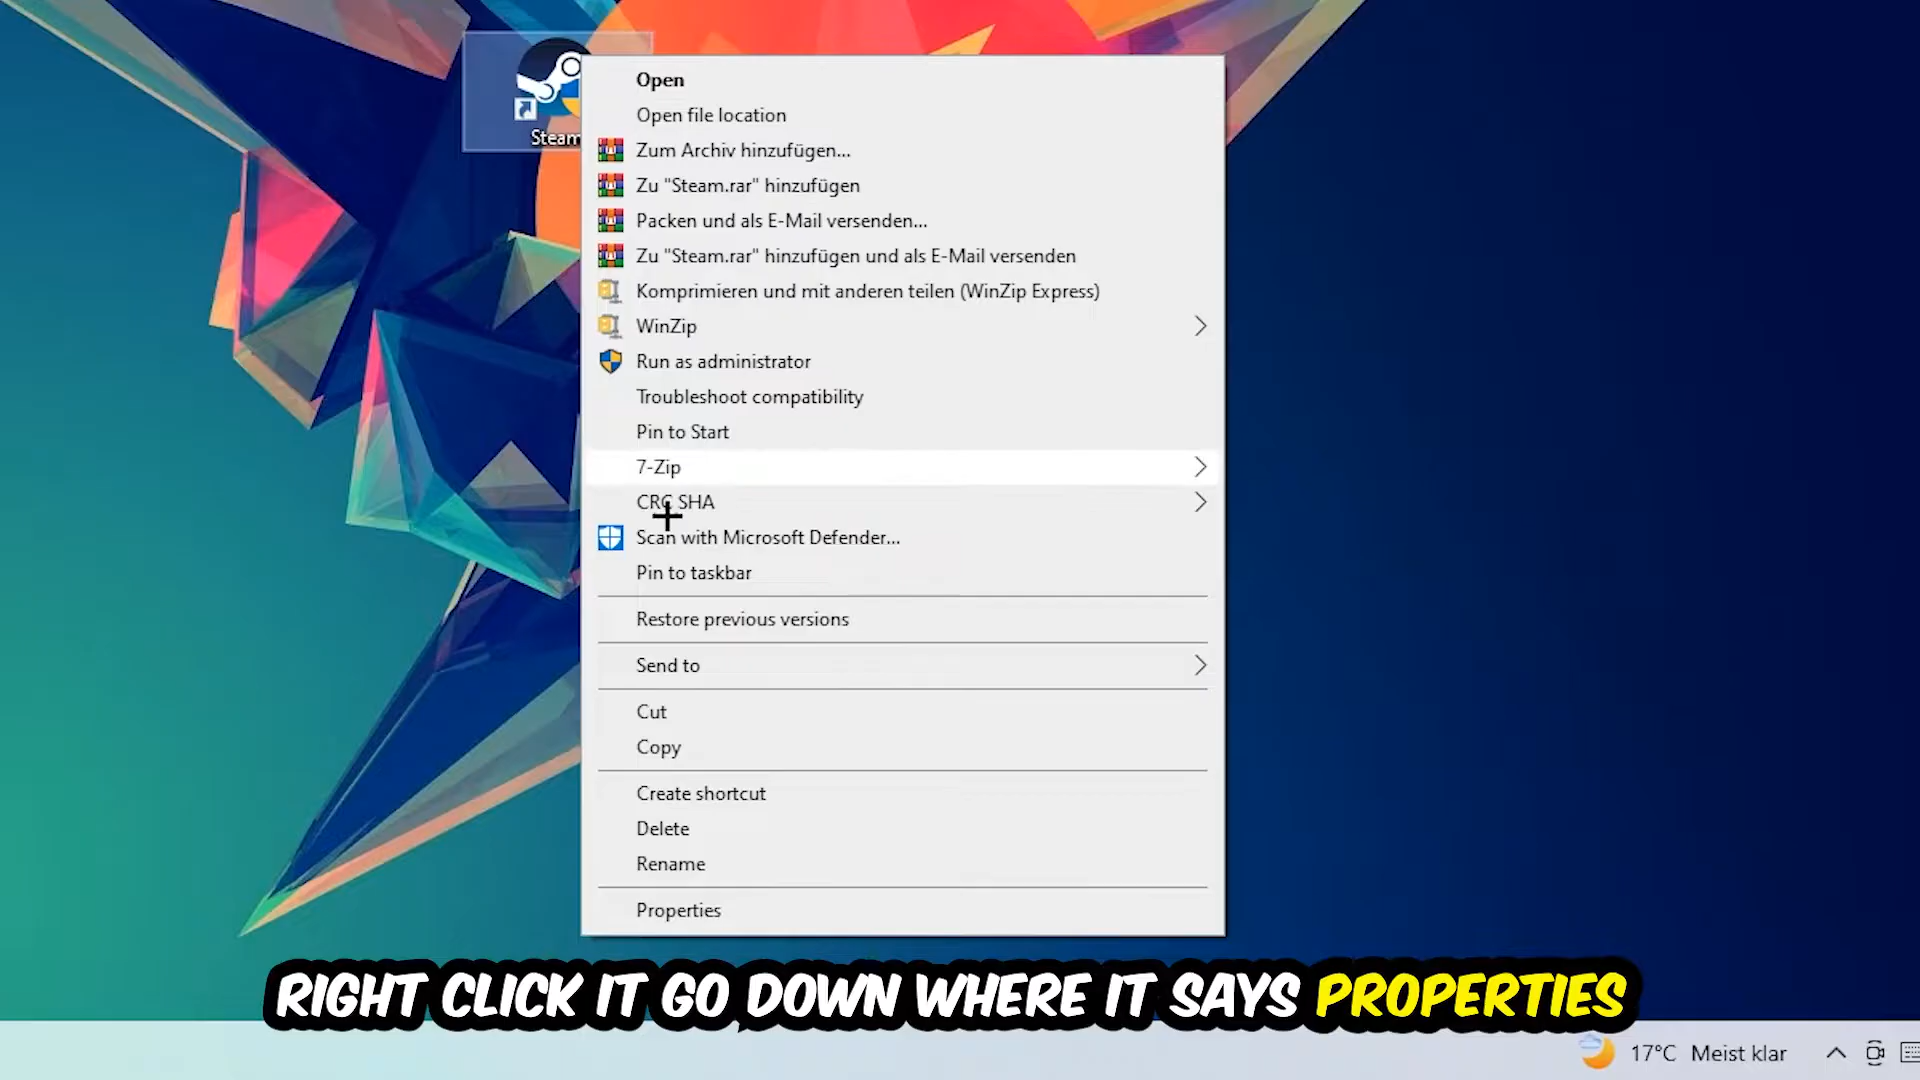 Steam
Open
Open file location
Zum Archiv hinzufügen...
Zu "Steam.rar" hinzufügen
Packen und als E-Mail versenden...
Zu "Steam.rar" hinzufügen und als E-Mail versenden
Komprimieren und mit anderen teilen (WinZip Express)
WinZip
Run as administrator
Troubleshoot compatibility
Pin to Start
7-Zip
CRC SHA
Scan with Microsoft Defender...
Pin to taskbar
Restore previous versions
Send to
Cut
Copy
Create shortcut
Delete
Rename
Properties
RIGHT CLICK IT GO DOWN WHERE IT SAYS PROPERTIES
17°C Meist klar